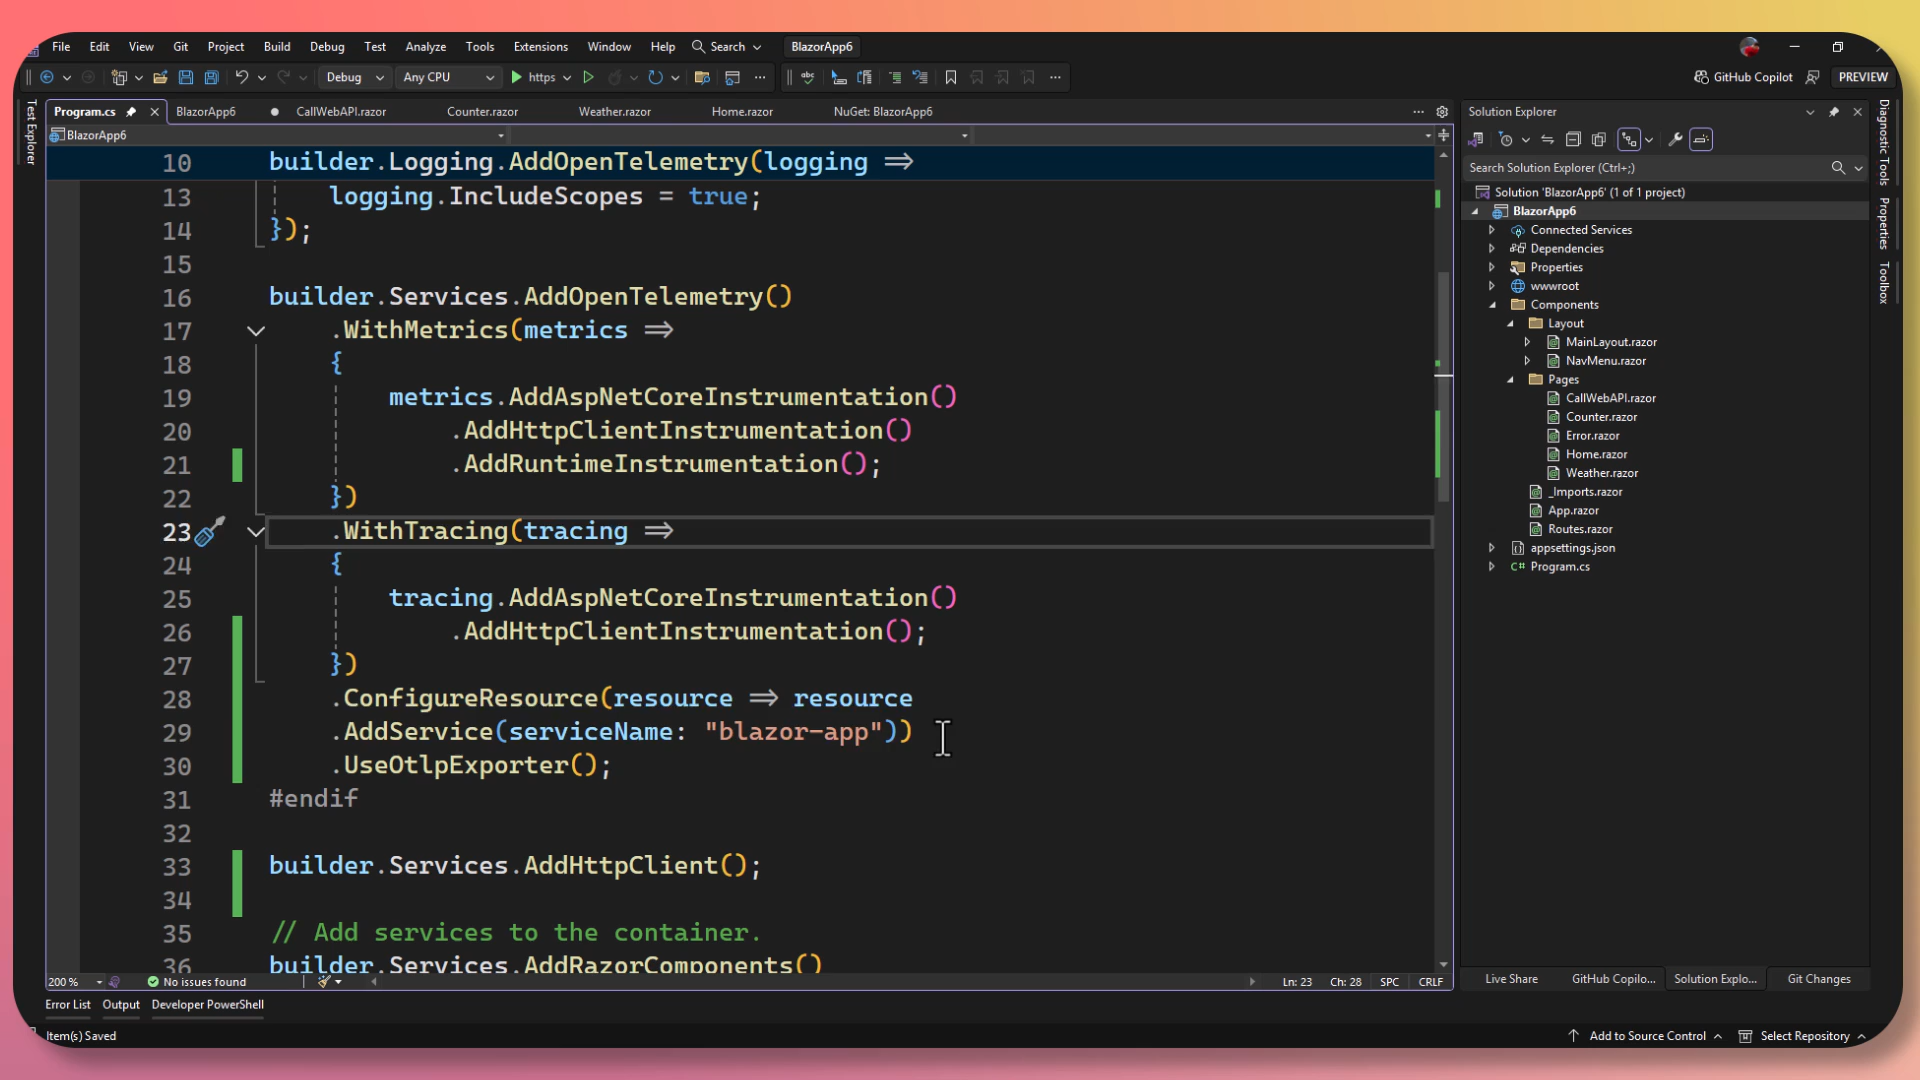 File Edit View Git Project Build Debug Test Analyze Tools Extensions Window Help Search BlazorApp6
Debug Any CPU https GitHub Copilot PREVIEW
Test Explorer
Program.cs BlazorApp6 CallWebAPI.razor Counter.razor Weather.razor Home.razor NuGet: BlazorApp6
BlazorApp6
10 builder.Logging.AddOpenTelemetry(logging =>
13 logging.IncludeScopes = true;
14 });
15
16 builder.Services.AddOpenTelemetry()
17 .WithMetrics(metrics =>
18 {
19 metrics.AddAspNetCoreInstrumentation()
20 .AddHttpClientInstrumentation()
21 .AddRuntimeInstrumentation();
22 })
23 .WithTracing(tracing =>
24 {
25 tracing.AddAspNetCoreInstrumentation()
26 .AddHttpClientInstrumentation();
27 })
28 .ConfigureResource(resource => resource
29 .AddService(serviceName: "blazor-app"))
30 .UseOtlpExporter();
31 #endif
32
33 builder.Services.AddHttpClient();
34
35 // Add services to the container.
36 builder.Services.AddRazorComponents()
200 % No issues found Ln: 23 Ch: 28 SPC CRLF
Error List Output Developer PowerShell
Item(s) Saved
Solution Explorer
Search Solution Explorer (Ctrl+;)
Solution 'BlazorApp6' (1 of 1 project)
BlazorApp6
Connected Services
Dependencies
Properties
wwwroot
Components
Layout
MainLayout.razor
NavMenu.razor
Pages
CallWebAPI.razor
Counter.razor
Error.razor
Home.razor
Weather.razor
_Imports.razor
App.razor
Routes.razor
appsettings.json
C# Program.cs
Live Share GitHub Copilo... Solution Explo... Git Changes
Add to Source Control Select Repository
Diagnostic Tools
Properties
Toolbox